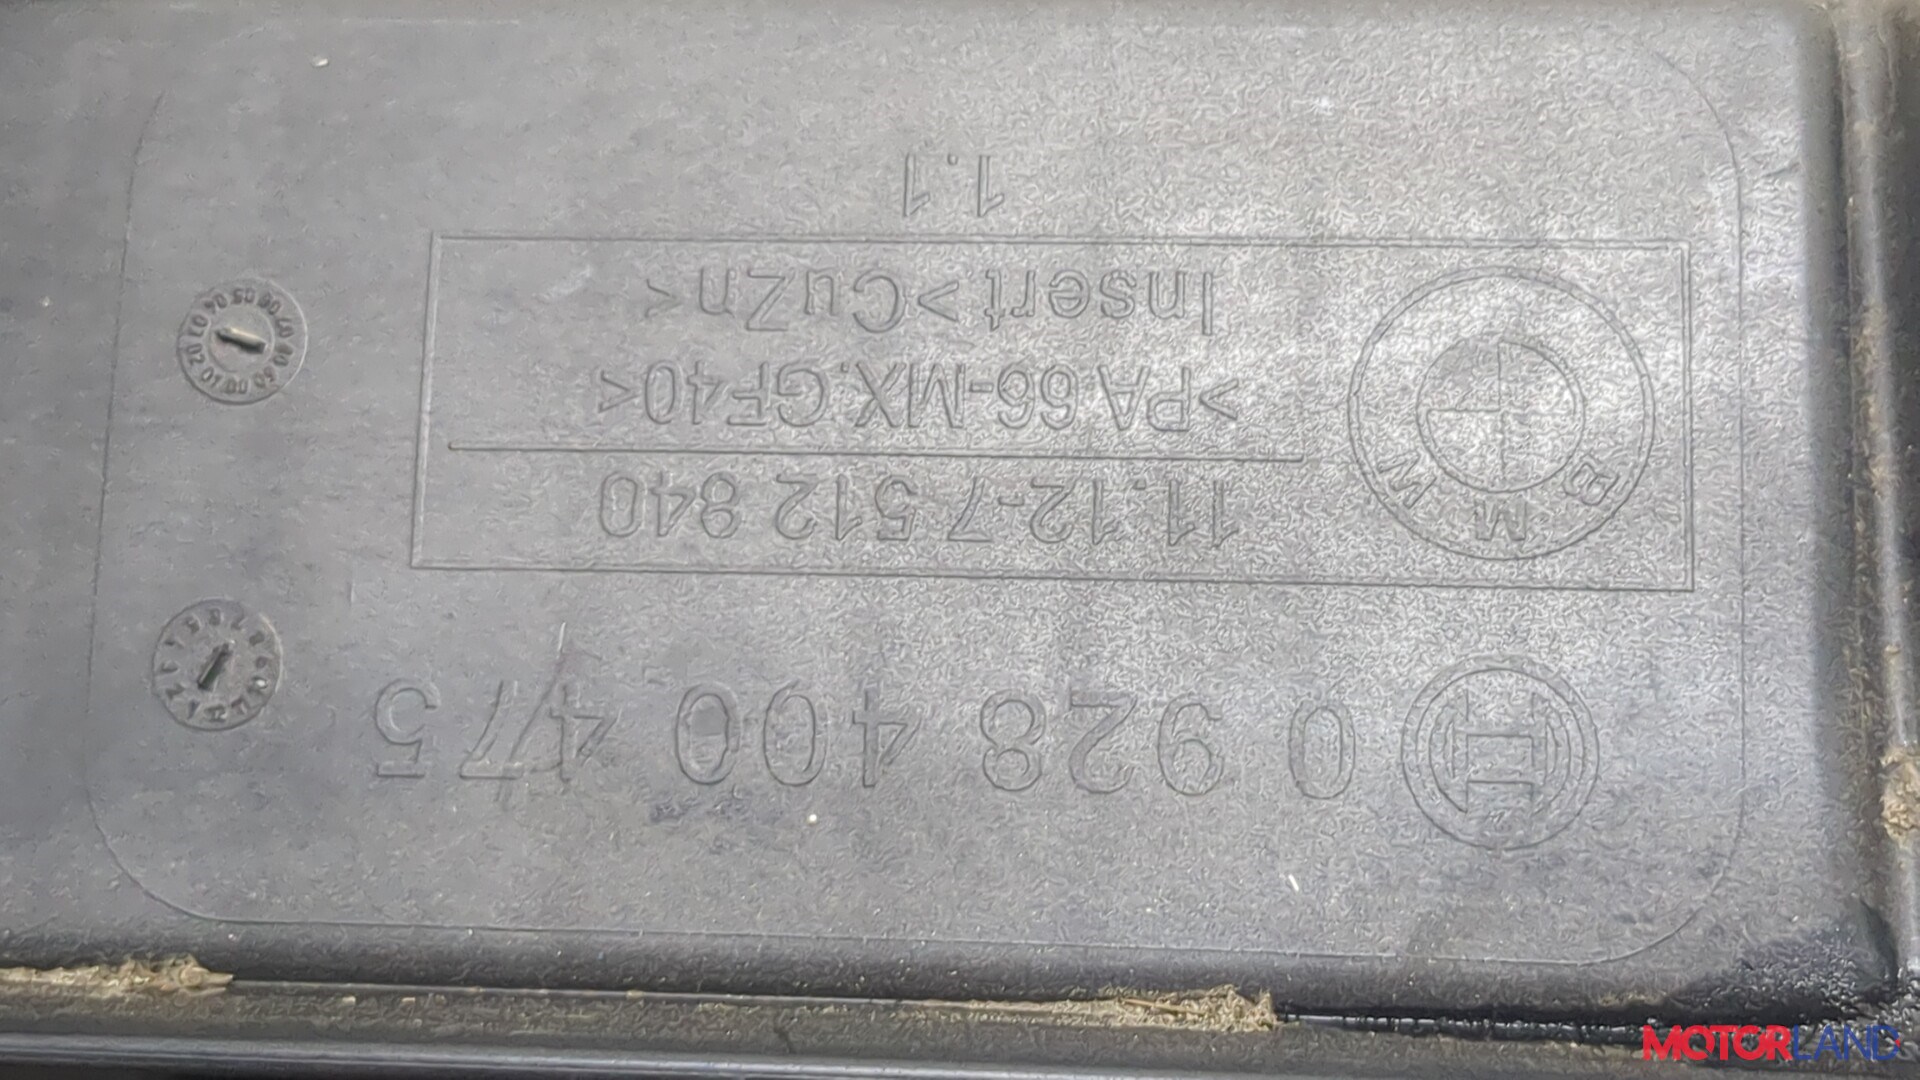 0 928 400 475
BMW
11.12-7 512 840
>PA 66-MX.GF40<
Insert >CuZn<
1.1
MOTORLAND